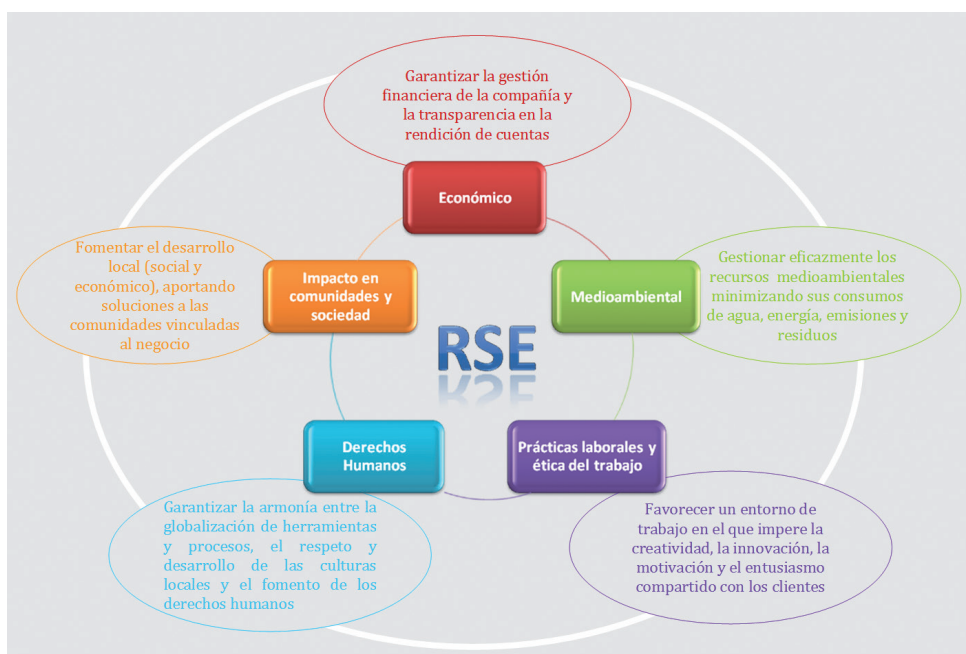 Garantizar la gestión
financiera de la compañía y
la transparencia en la
rendición de cuentas
Económico
Fomentar el desarrollo
local (social y
económico), aportando
soluciones a las
comunidades vinculadas
al negocio
Impacto en
comunidades y
sociedad
Medioambiental
Gestionar eficazmente los
recursos medioambientales
minimizando sus consumos
de agua, energía, emisiones y
residuos
RSE
Derechos
Humanos
Prácticas laborales y
ética del trabajo
Garantizar la armonía entre la
globalización de herramientas
y procesos, el respeto y
desarrollo de las culturas
locales y el fomento de los
derechos humanos
Favorecer un entorno de
trabajo en el que impere la
creatividad, la innovación, la
motivación y el entusiasmo
compartido con los clientes